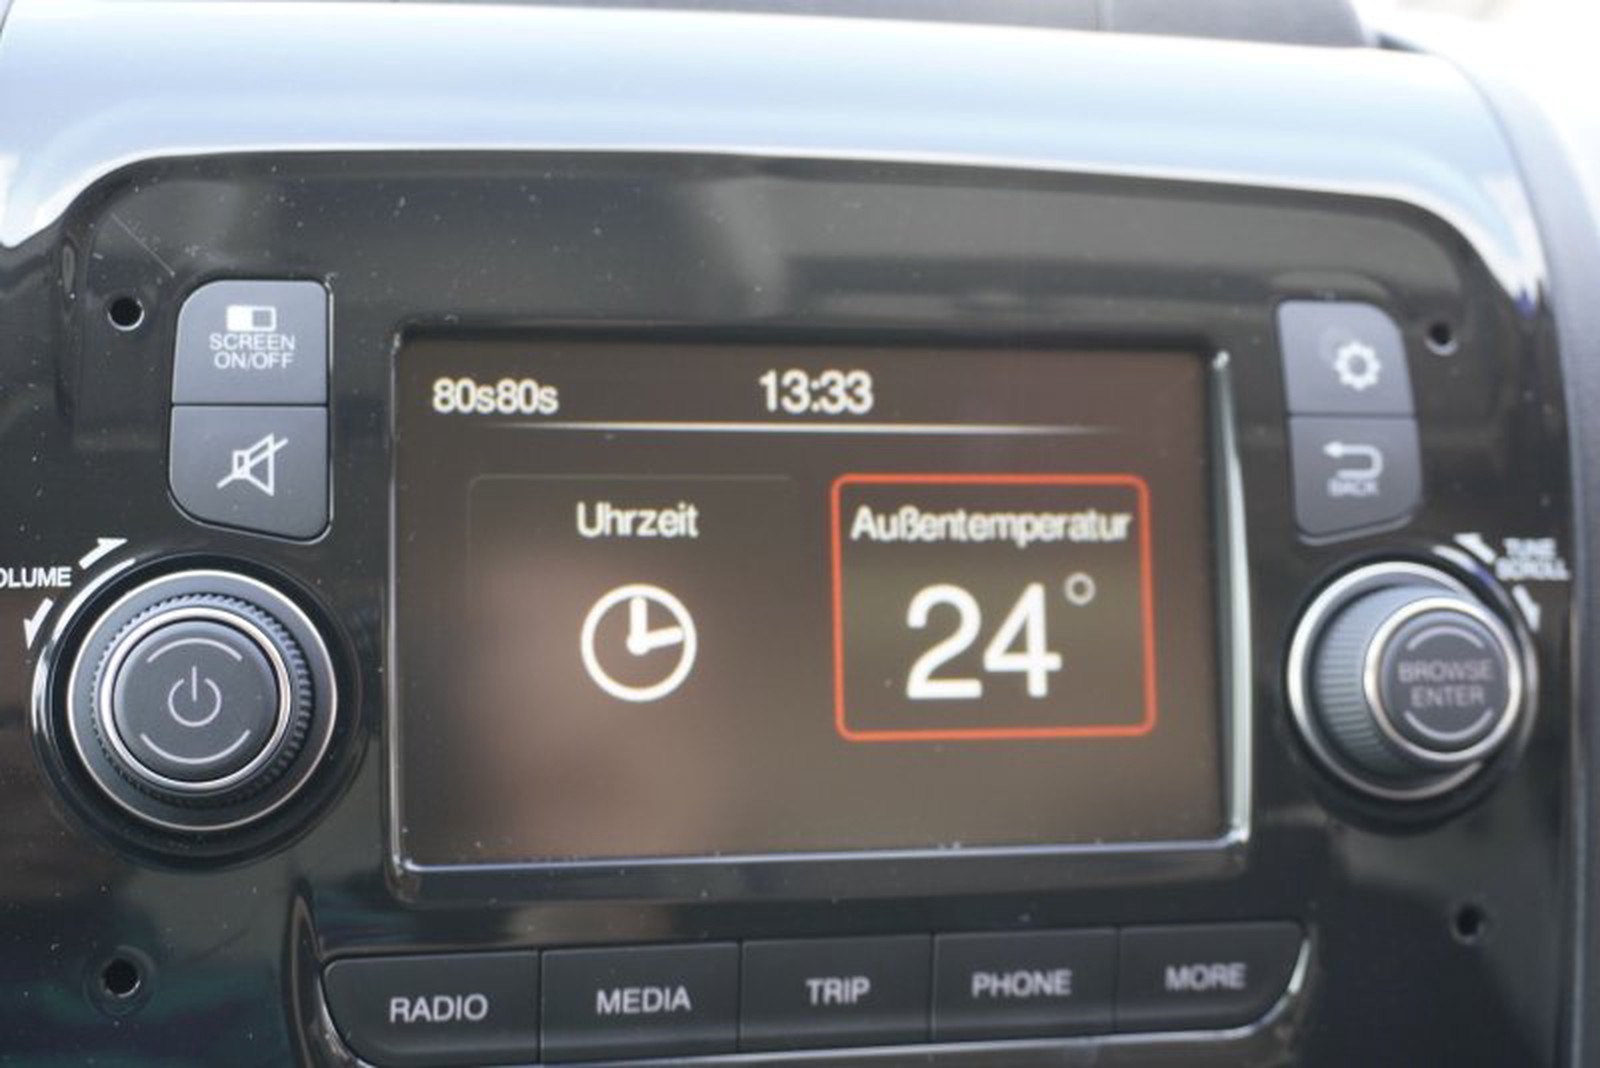 SCREEN
ON/OFF
80s80s 13:33
BACK
OLUME
Uhrzeit
Außentemperatur
24°
TUNE
SCROLL
BROWSE
ENTER
RADIO
MEDIA
TRIP
PHONE
MORE